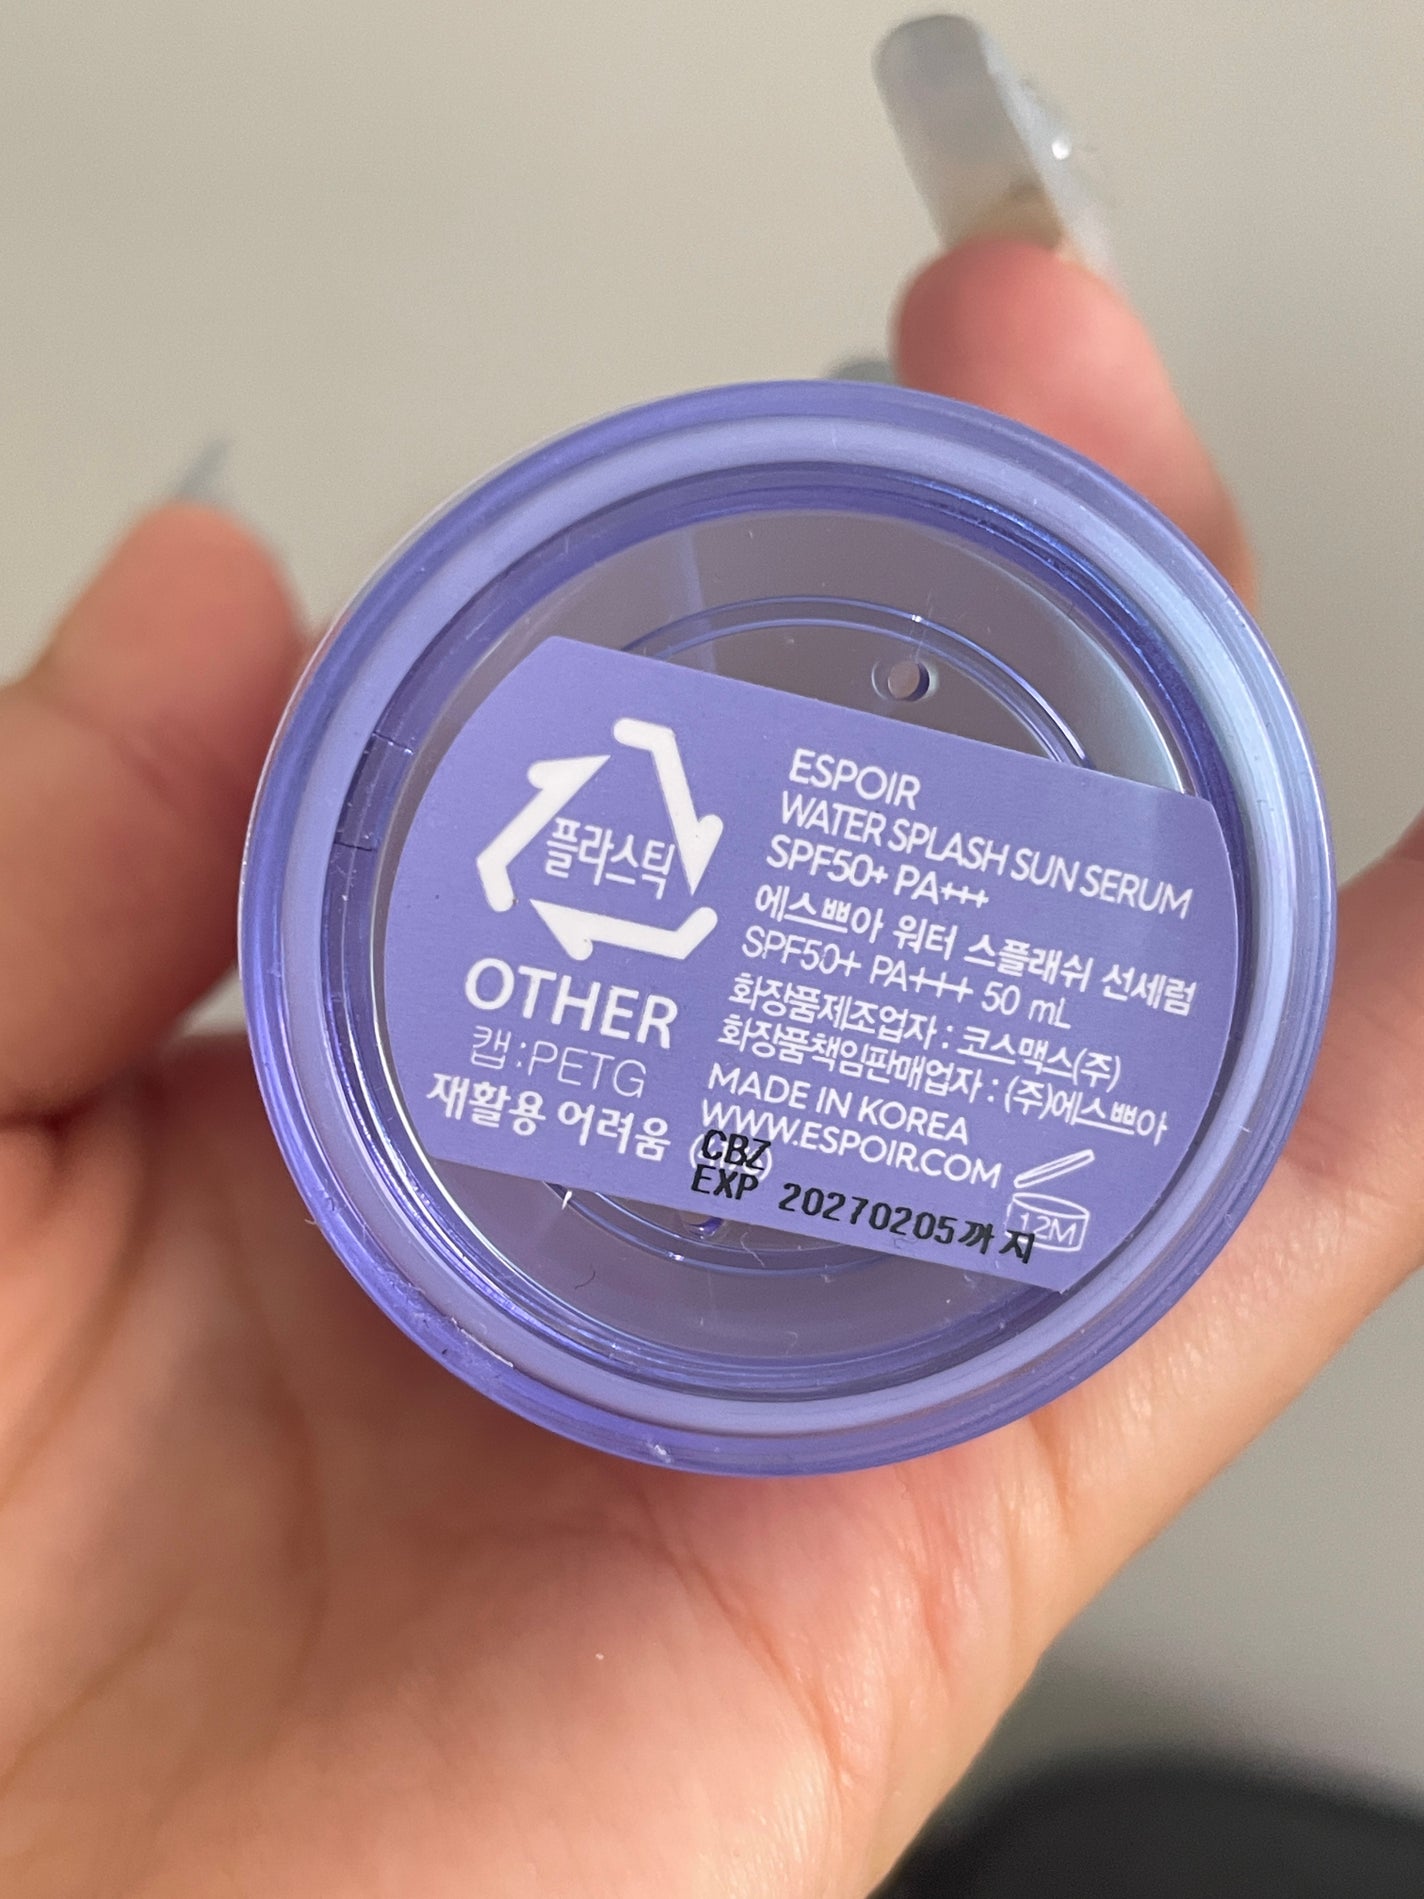 플라스틱
OTHER
캡:PETG
재활용 어려움
ESPOIR
WATER SPLASH SUN SERUM
SPF50+ PA+++
에스쁘아 워터 스플래쉬 선세럼
SPF50+ PA+++ 50 mL
화장품제조업자 : 코스맥스(주)
화장품책임판매업자 : (주)에스쁘아
MADE IN KOREA
WWW.ESPOIR.COM
CBZ
EXP 20270205까지
12M